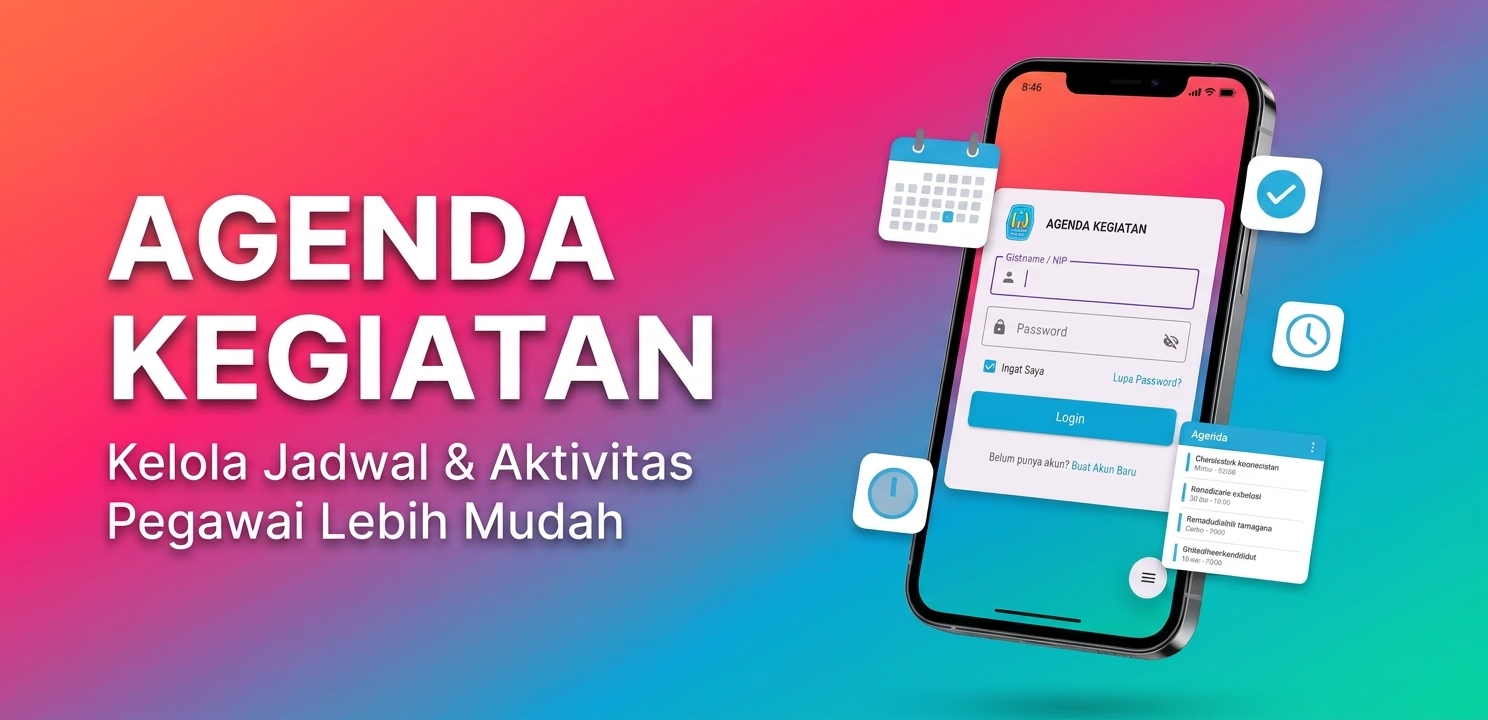 AGENDA
KEGIATAN
Kelola Jadwal & Aktivitas
Pegawai Lebih Mudah
8:46
AGENDA KEGIATAN
Gistname / NIP
Password
Ingat Saya
Lupa Password?
Login
Belum punya akun? Buat Akun Baru
Agenda